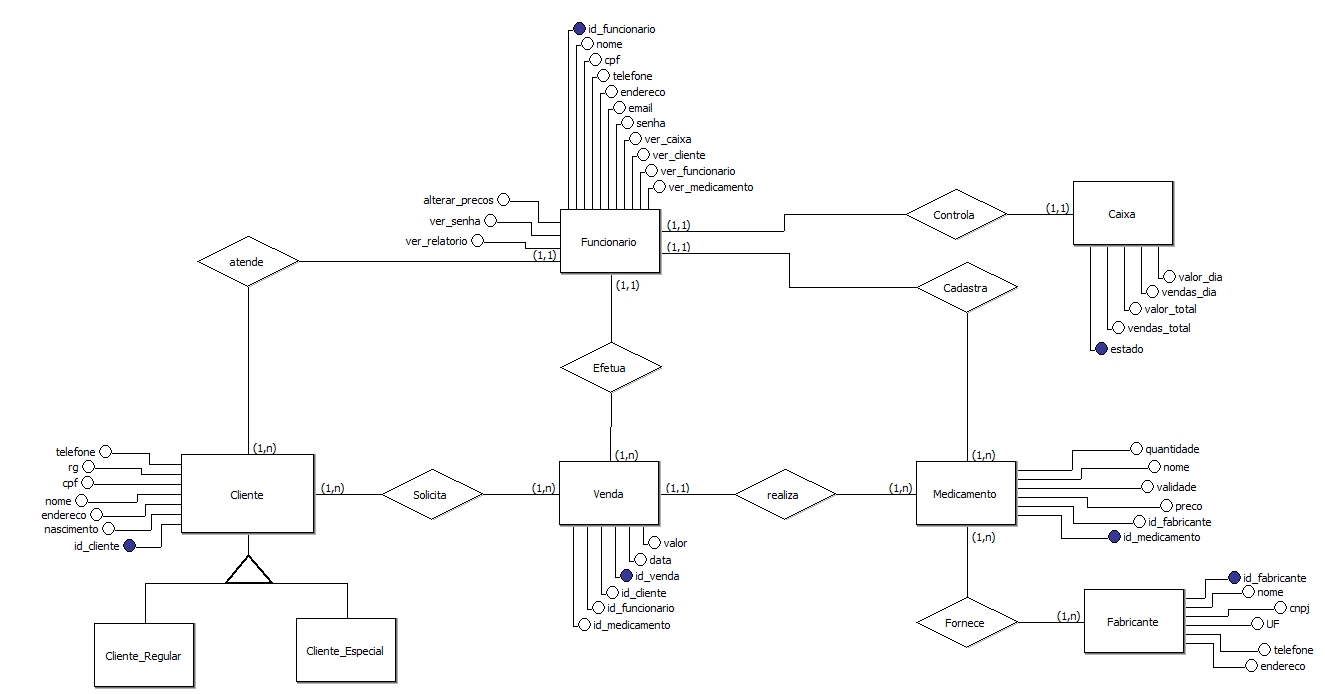 id_funcionario
nome
cpf
telefone
endereco
email
senha
ver_caixa
ver_cliente
ver_funcionario
ver_medicamento
alterar_precos
ver_senha
ver_relatorio
(1,1)
Funcionario
(1,1)
(1,1)
(1,1)
Controla
(1,1)
Caixa
valor_dia
vendas_dia
valor_total
vendas_total
estado
atende
Cadastra
Efetua
(1,n)
(1,n)
(1,n)
telefone
rg
cpf
nome
endereco
nascimento
id_cliente
Cliente
(1,n)
Solicita
(1,n)
Venda
(1,1)
realiza
(1,n)
Medicamento
quantidade
nome
validade
preco
id_fabricante
id_medicamento
(1,n)
valor
data
id_venda
id_cliente
id_funcionario
id_medicamento
Fornece
(1,n)
Fabricante
id_fabricante
nome
cnpj
UF
telefone
endereco
Cliente_Regular
Cliente_Especial